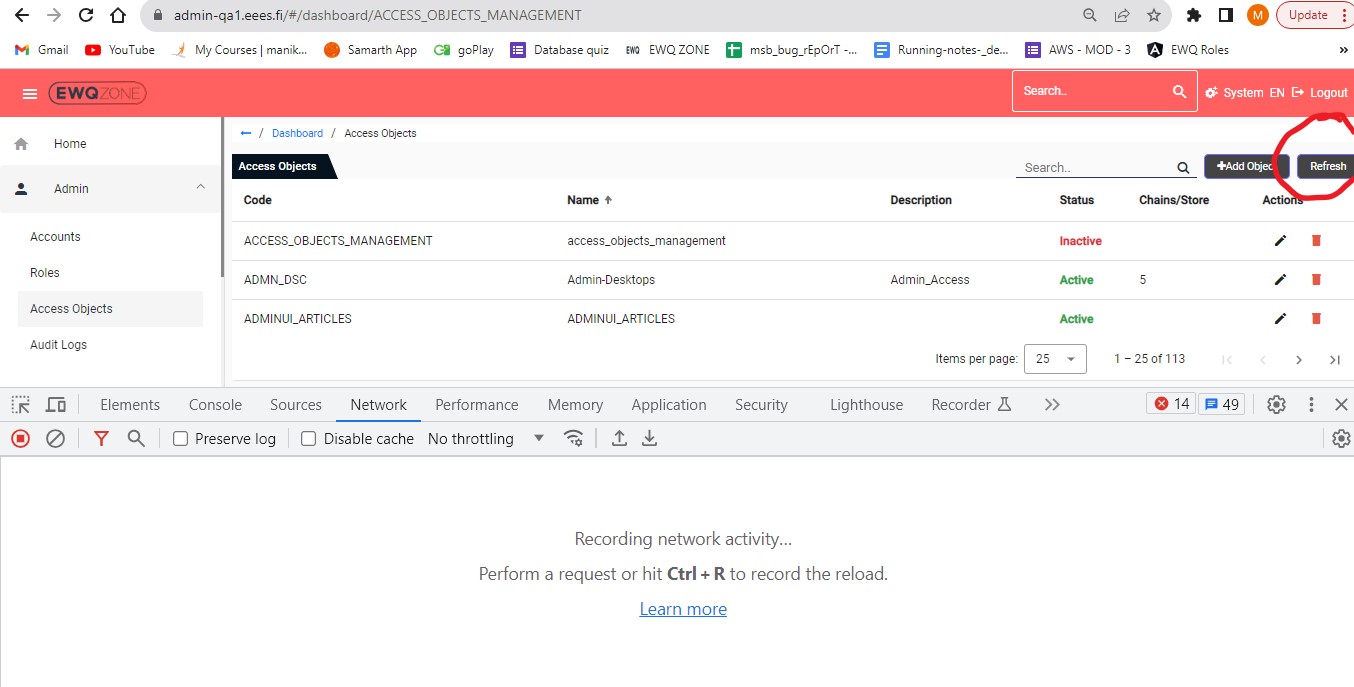 admin-qa1.eees.fi/#/dashboard/ACCESS_OBJECTS_MANAGEMENT M Update
Gmail YouTube My Courses | manik... Samarth App goPlay Database quiz EWQ EWQ ZONE msb_bug_rEpOrT -... Running-notes-_de... AWS - MOD - 3 EWQ Roles »
EWQZONE Search.. System EN Logout
Home
Admin
Accounts
Roles
Access Objects
Audit Logs
/ Dashboard / Access Objects
Access Objects Search.. +Add Objec Refresh
Code Name Description Status Chains/Store Actions
ACCESS_OBJECTS_MANAGEMENT access_objects_management Inactive
ADMN_DSC Admin-Desktops Admin_Access Active 5
ADMINUI_ARTICLES ADMINUI_ARTICLES Active
Items per page: 25 1 – 25 of 113
Elements Console Sources Network Performance Memory Application Security Lighthouse Recorder 14 49
Preserve log Disable cache No throttling
Recording network activity...
Perform a request or hit Ctrl + R to record the reload.
Learn more